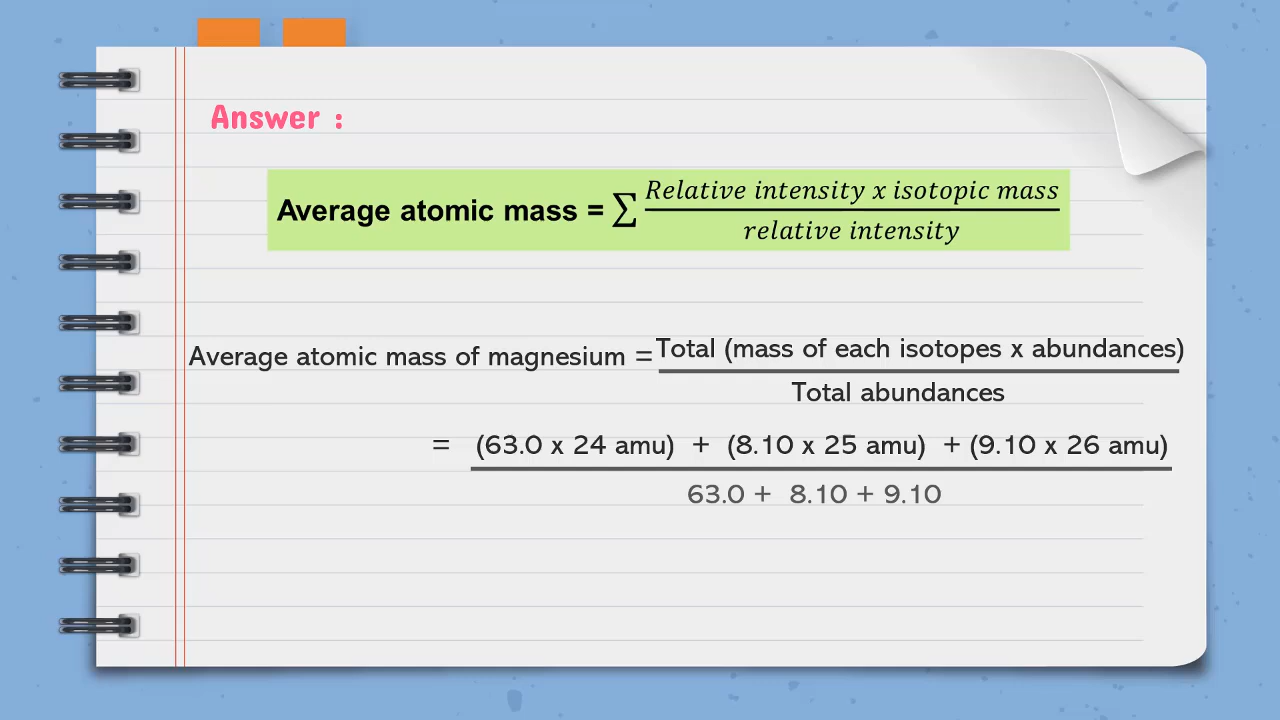 Answer :
Average atomic mass = ∑ Relative intensity x isotopic mass
relative intensity
Average atomic mass of magnesium = Total (mass of each isotopes x abundances)
Total abundances
= (63.0 x 24 amu) + (8.10 x 25 amu) + (9.10 x 26 amu)
63.0 + 8.10 + 9.10